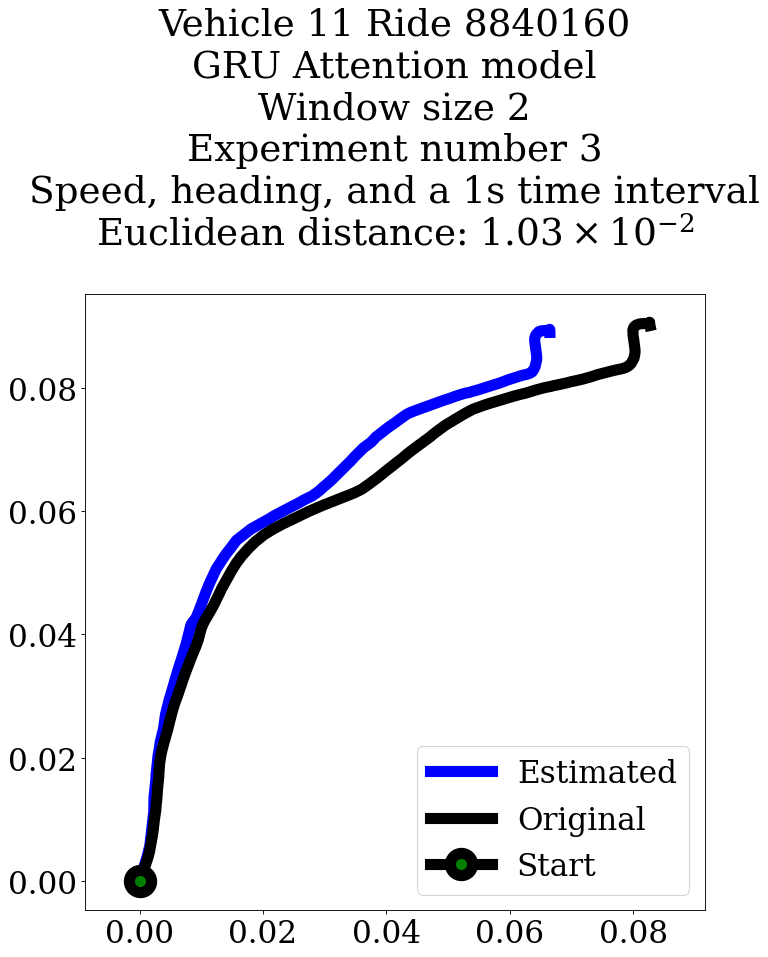 Vehicle 11 Ride 8840160
GRU Attention model
Window size 2
Experiment number 3
Speed, heading, and a 1s time interval
Euclidean distance: 1.03 × 10⁻²
0.08
0.06
0.04
0.02
0.00
Estimated
Original
Start
0.00 0.02 0.04 0.06 0.08